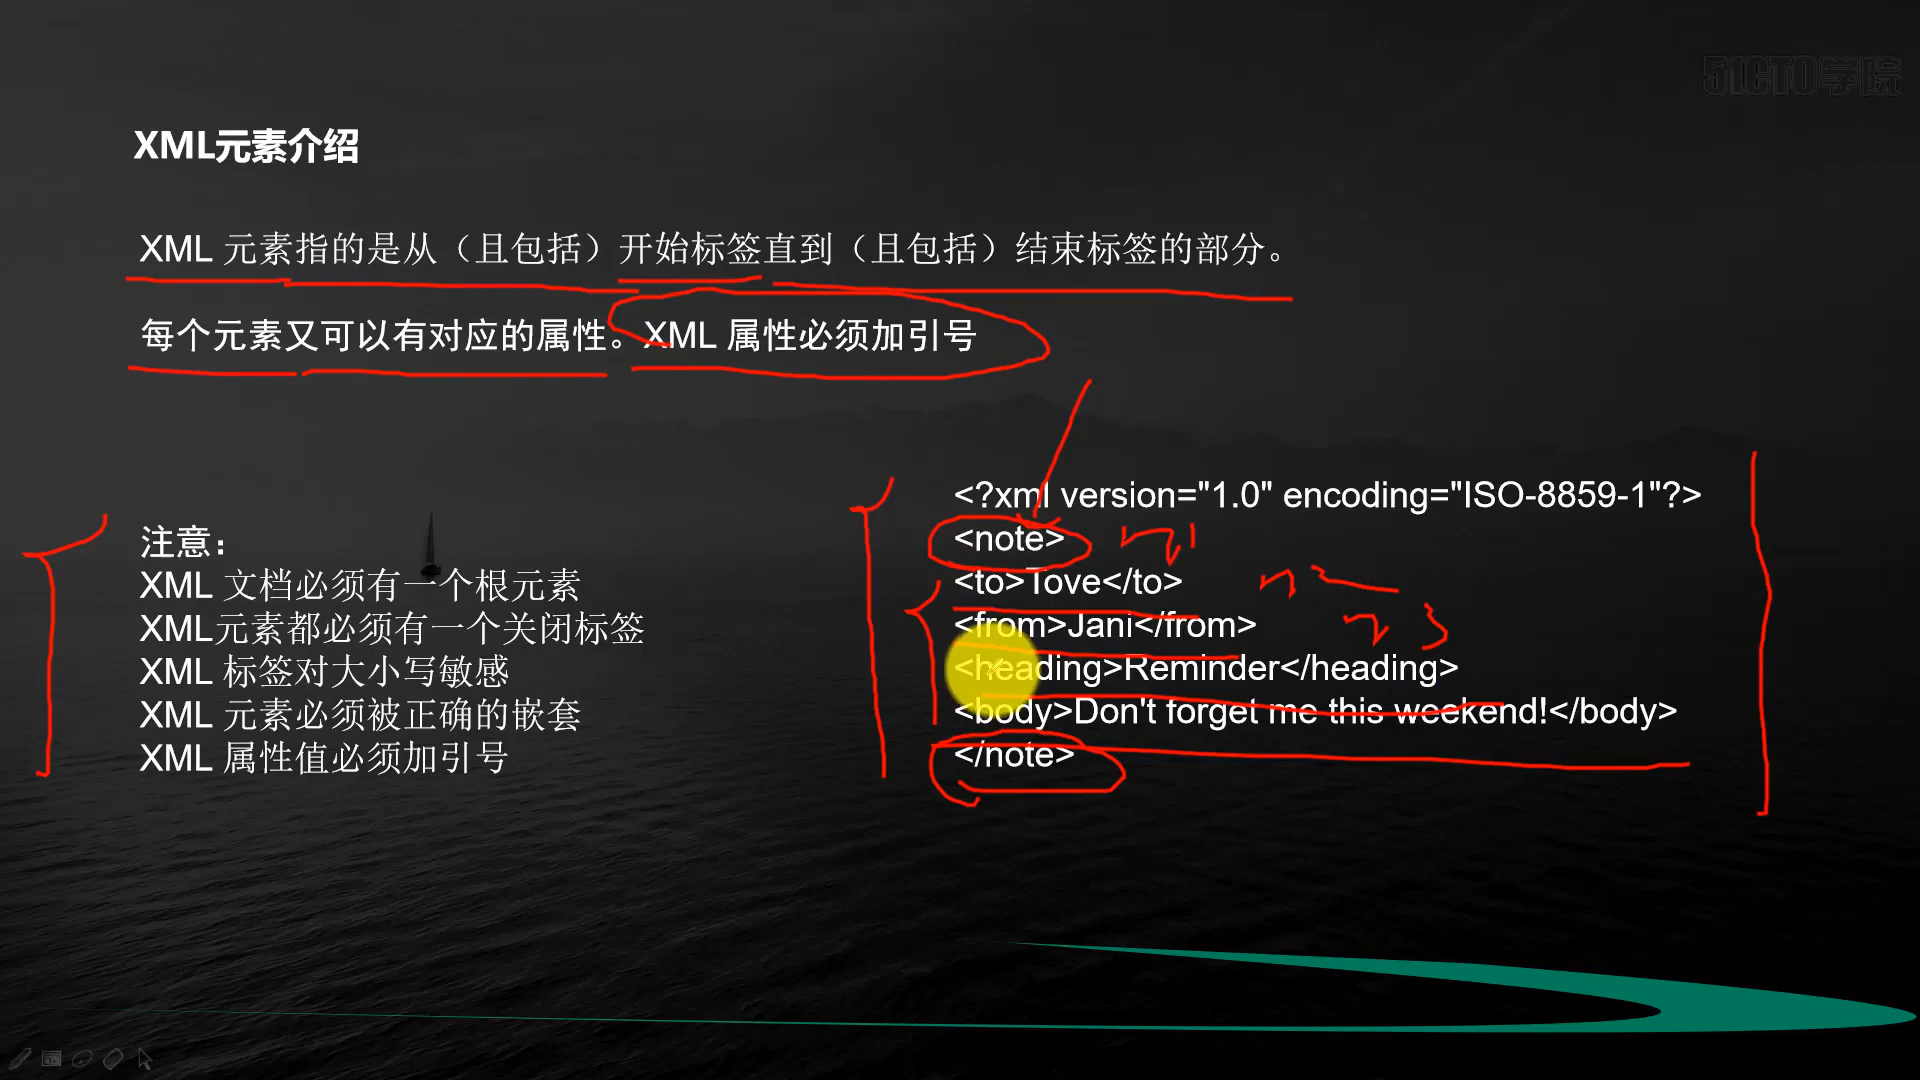 51CTO学院
XML元素介绍
XML 元素指的是从（且包括）开始标签直到（且包括）结束标签的部分。
每个元素又可以有对应的属性。XML 属性必须加引号
注意：
XML 文档必须有一个根元素
XML元素都必须有一个关闭标签
XML 标签对大小写敏感
XML 元素必须被正确的嵌套
XML 属性值必须加引号
<?xml version="1.0" encoding="ISO-8859-1"?>
<note>
<to>Tove</to>
<from>Jani</from>
<heading>Reminder</heading>
<body>Don't forget me this weekend!</body>
</note>